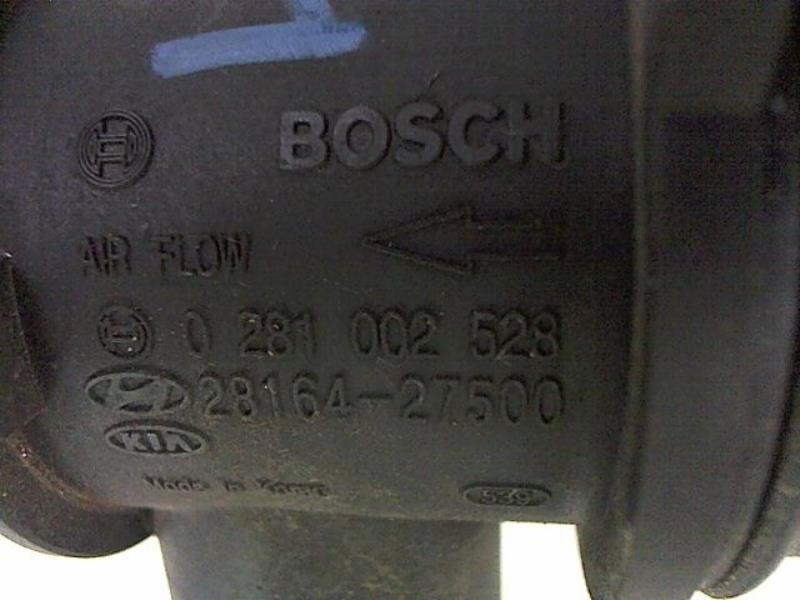 BOSCH
AIR FLOW
0 281 002 528
28164-27500
KIA
Made in Korea
539